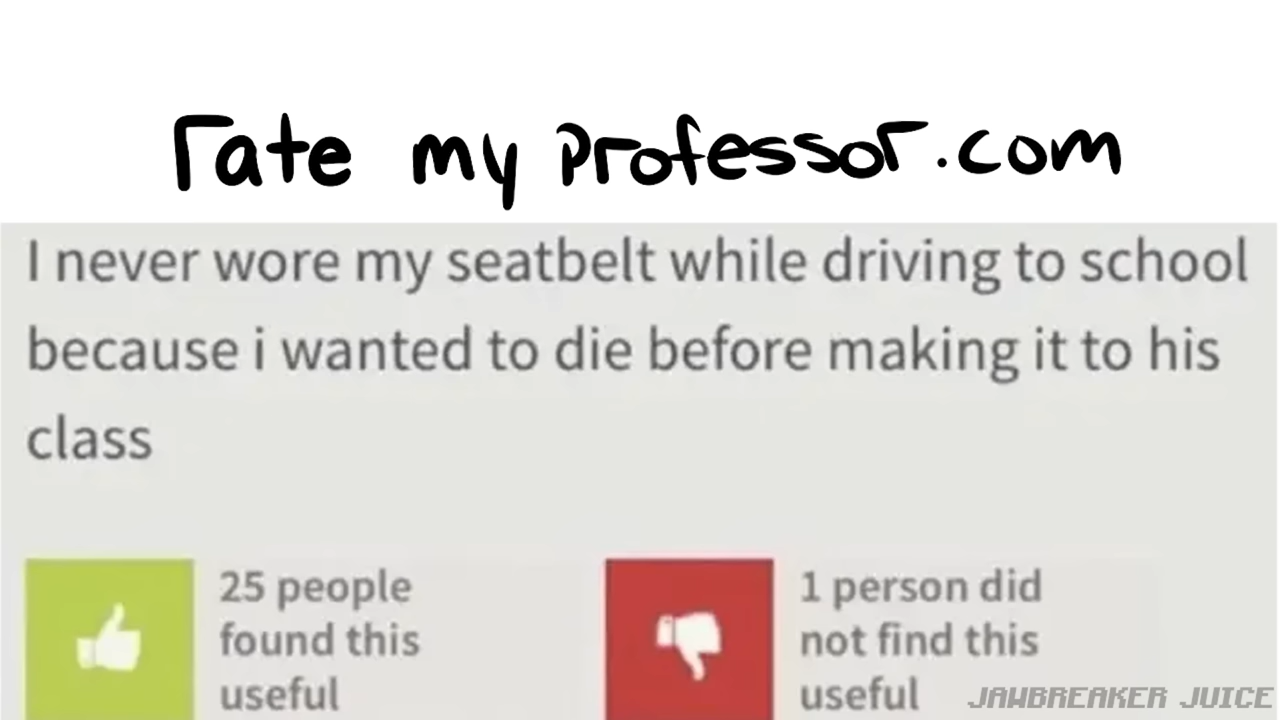 rate my professor.com
I never wore my seatbelt while driving to school
because i wanted to die before making it to his
class
25 people
found this
useful
1 person did
not find this
useful
JAWBREAKER JUICE